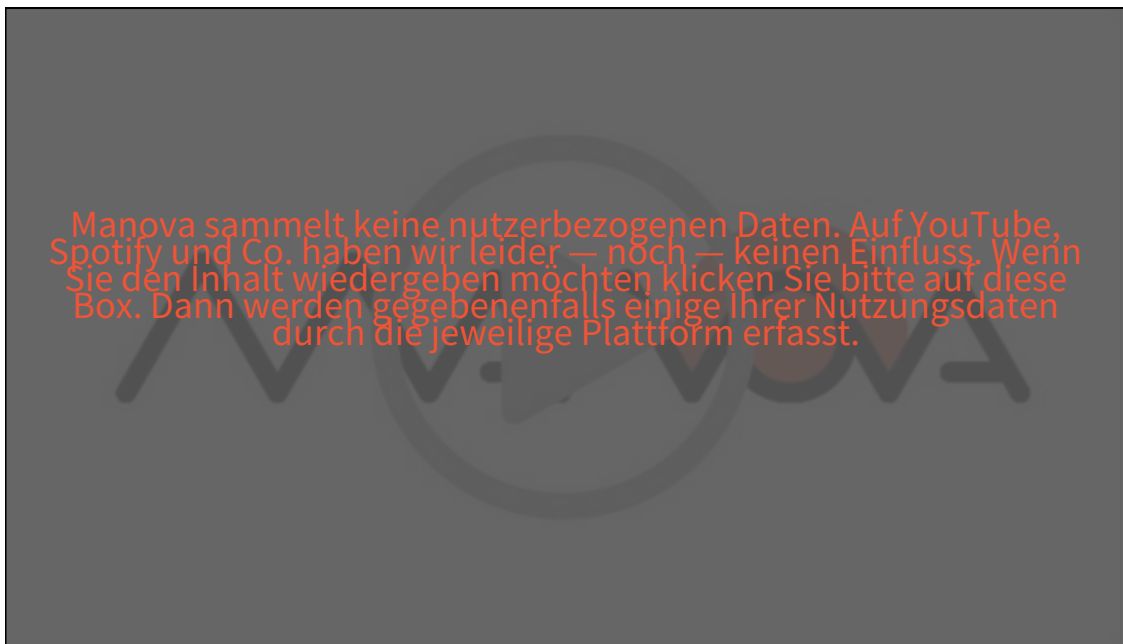 Manova sammelt keine nutzerbezogenen Daten. Auf YouTube,
Spotify und Co. haben wir leider — noch — keinen Einfluss. Wenn
Sie den Inhalt wiedergeben möchten klicken Sie bitte auf diese
Box. Dann werden gegebenenfalls einige Ihrer Nutzungsdaten
durch die jeweilige Plattform erfasst.
MANOVA